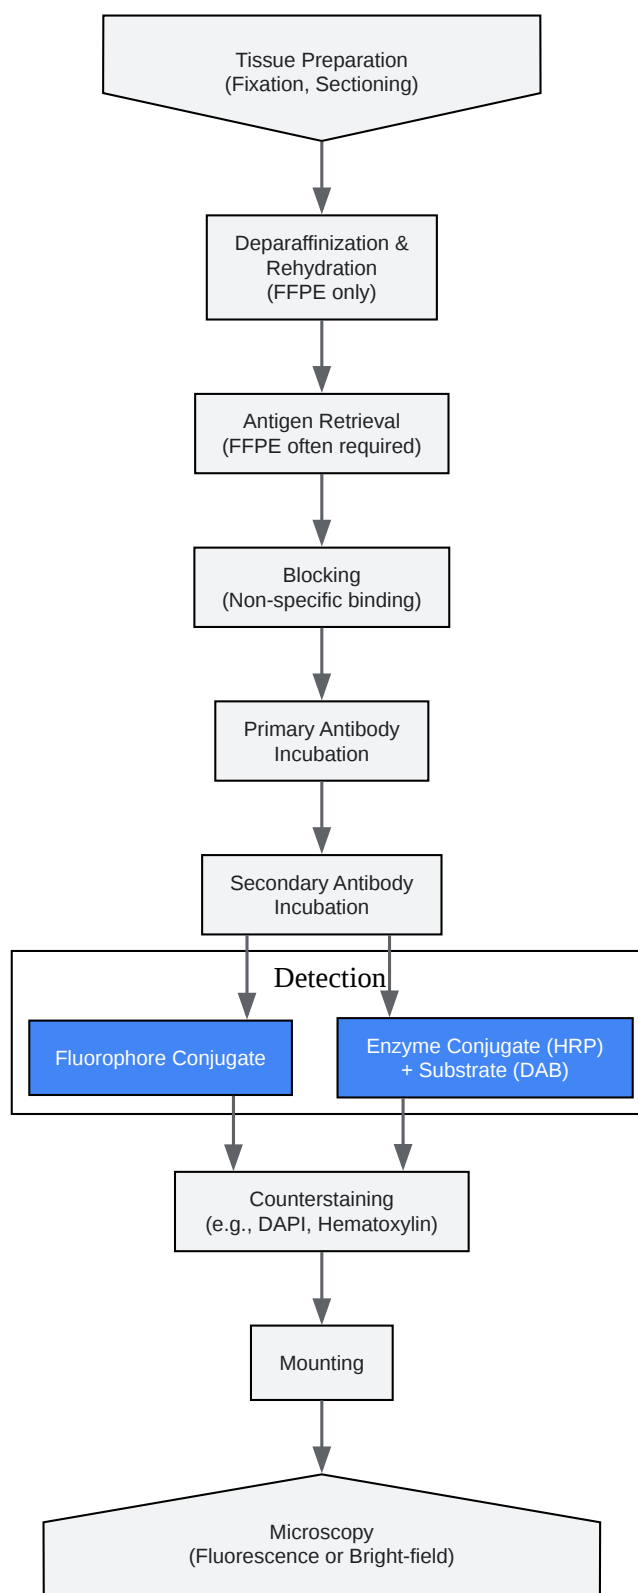 Tissue Preparation
(Fixation, Sectioning)
Deparaffinization &
Rehydration
(FFPE only)
Antigen Retrieval
(FFPE often required)
Blocking
(Non-specific binding)
Primary Antibody
Incubation
Secondary Antibody
Incubation
Detection
Fluorophore Conjugate
Enzyme Conjugate (HRP)
+ Substrate (DAB)
Counterstaining
(e.g., DAPI, Hematoxylin)
Mounting
Microscopy
(Fluorescence or Bright-field)